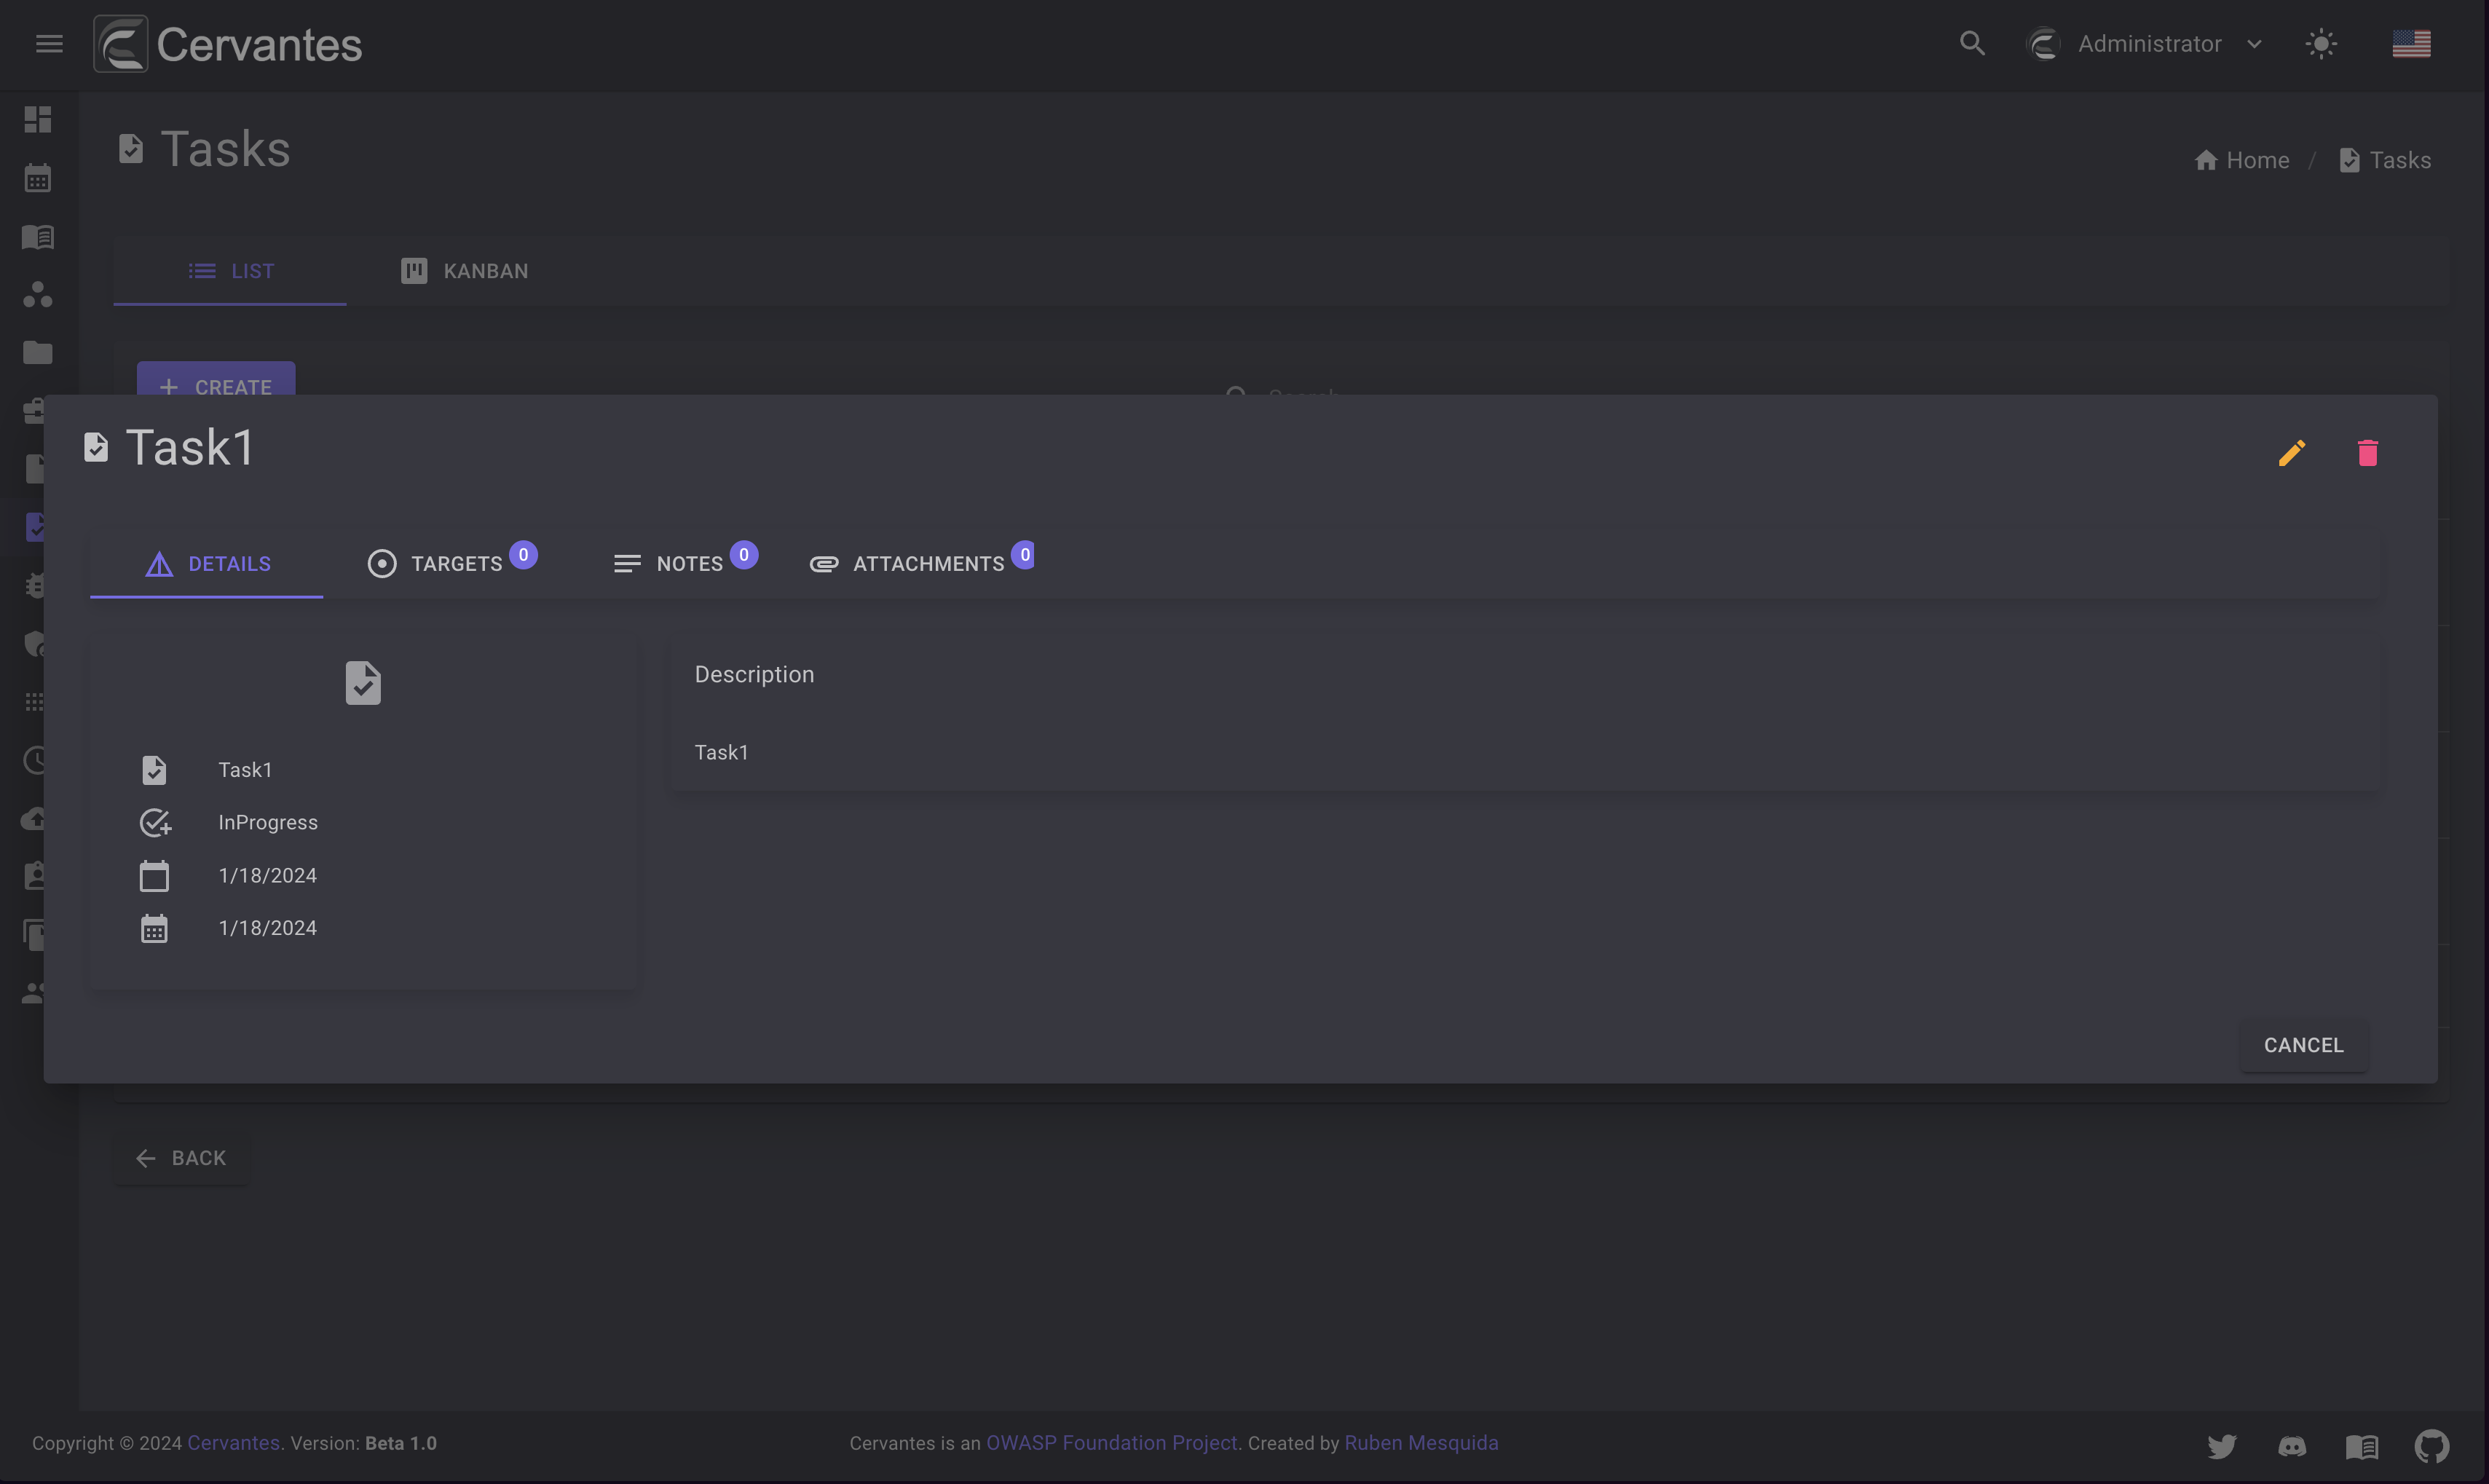 Cervantes
Administrator
Tasks
Home / Tasks
LIST
KANBAN
CREATE
Search
Task1
DETAILS
TARGETS 0
NOTES 0
ATTACHMENTS 0
Description
Task1
Task1
InProgress
1/18/2024
1/18/2024
CANCEL
BACK
Copyright © 2024 Cervantes. Version: Beta 1.0
Cervantes is an OWASP Foundation Project. Created by Ruben Mesquida